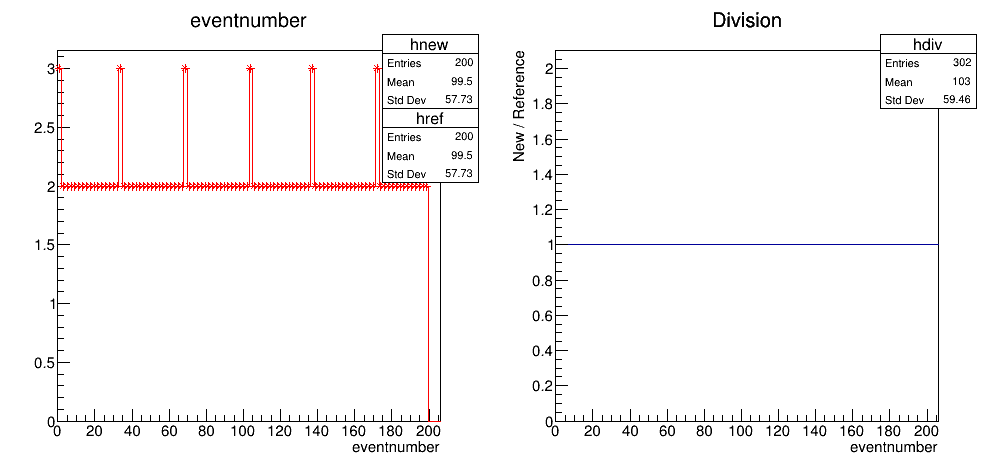 eventnumber
hnew
Entries 200
Mean 99.5
Std Dev 57.73
href
Entries 200
Mean 99.5
Std Dev 57.73
3
2.5
2
1.5
1
0.5
0
0 20 40 60 80 100 120 140 160 180 200
eventnumber
Division
hdiv
Entries 302
Mean 103
Std Dev 59.46
New / Reference
2
1.8
1.6
1.4
1.2
1
0.8
0.6
0.4
0.2
0
0 20 40 60 80 100 120 140 160 180 200
eventnumber